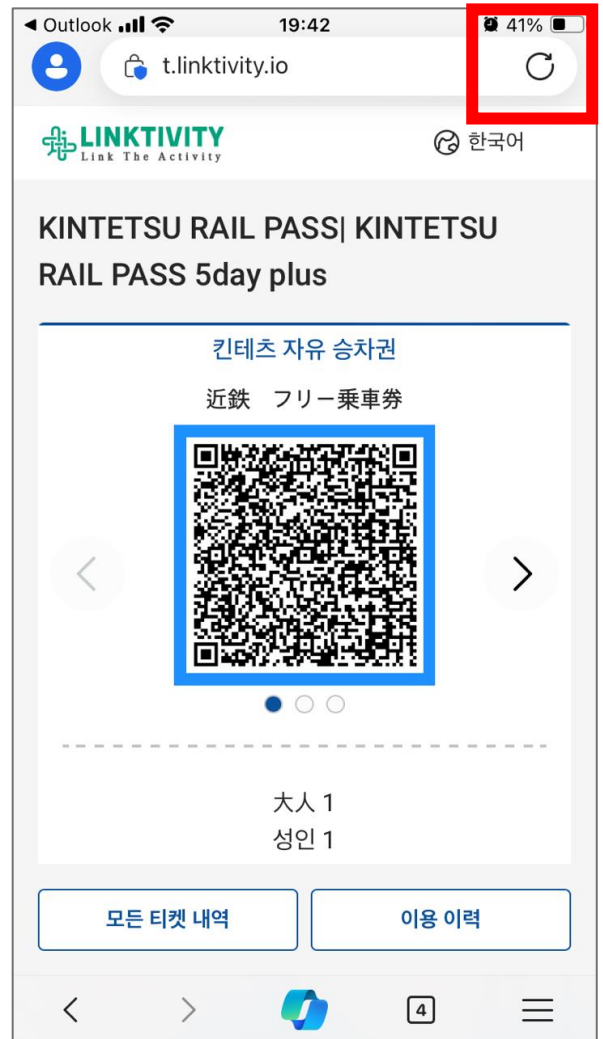 ◀ Outlook 19:42 41%
t.linktivity.io
LINKTIVITY 한국어
Link The Activity
KINTETSU RAIL PASS| KINTETSU
RAIL PASS 5day plus
킨테츠 자유 승차권
近鉄　フリー乗車券
大人 1
성인 1
모든 티켓 내역 이용 이력
4